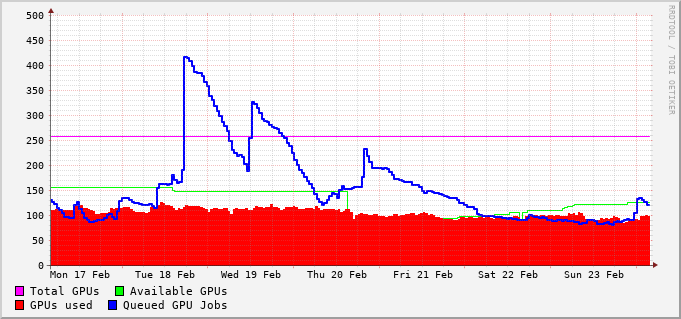 500
450
400
350
300
250
200
150
100
50
0
Mon 17 Feb Tue 18 Feb Wed 19 Feb Thu 20 Feb Fri 21 Feb Sat 22 Feb Sun 23 Feb
Total GPUs Available GPUs
GPUs used Queued GPU Jobs
RRDTOOL / TOBI OETIKER